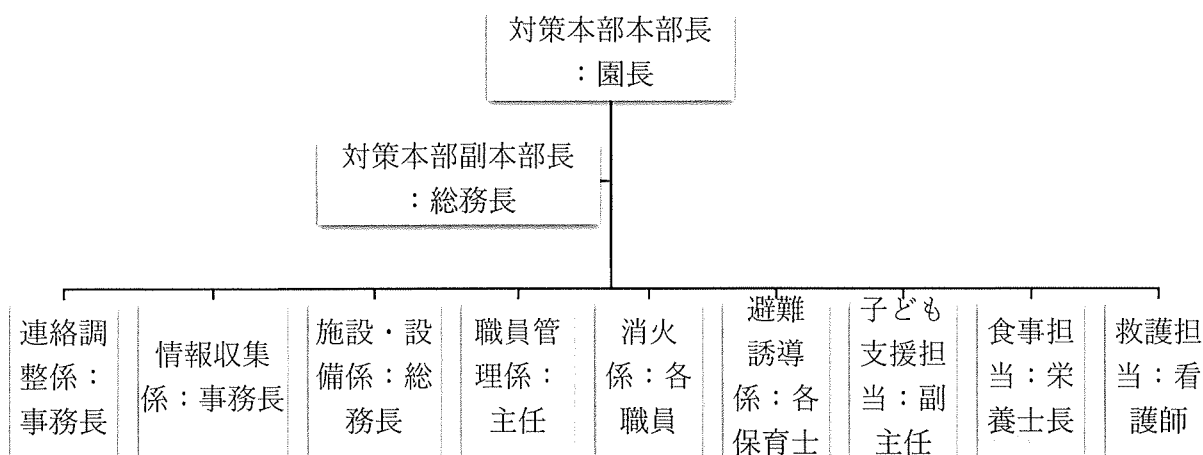 対策本部本部長
：園長
対策本部副本部長
：総務長
連絡調
整係：
事務長
情報収集
係：事務長
施設・設
備係：総
務長
職員管
理係：
主任
消火
係：各
職員
避難
誘導
係：各
保育士
子ども
支援担
当：副
主任
食事担
当：栄
養士長
救護担
当：看
護師